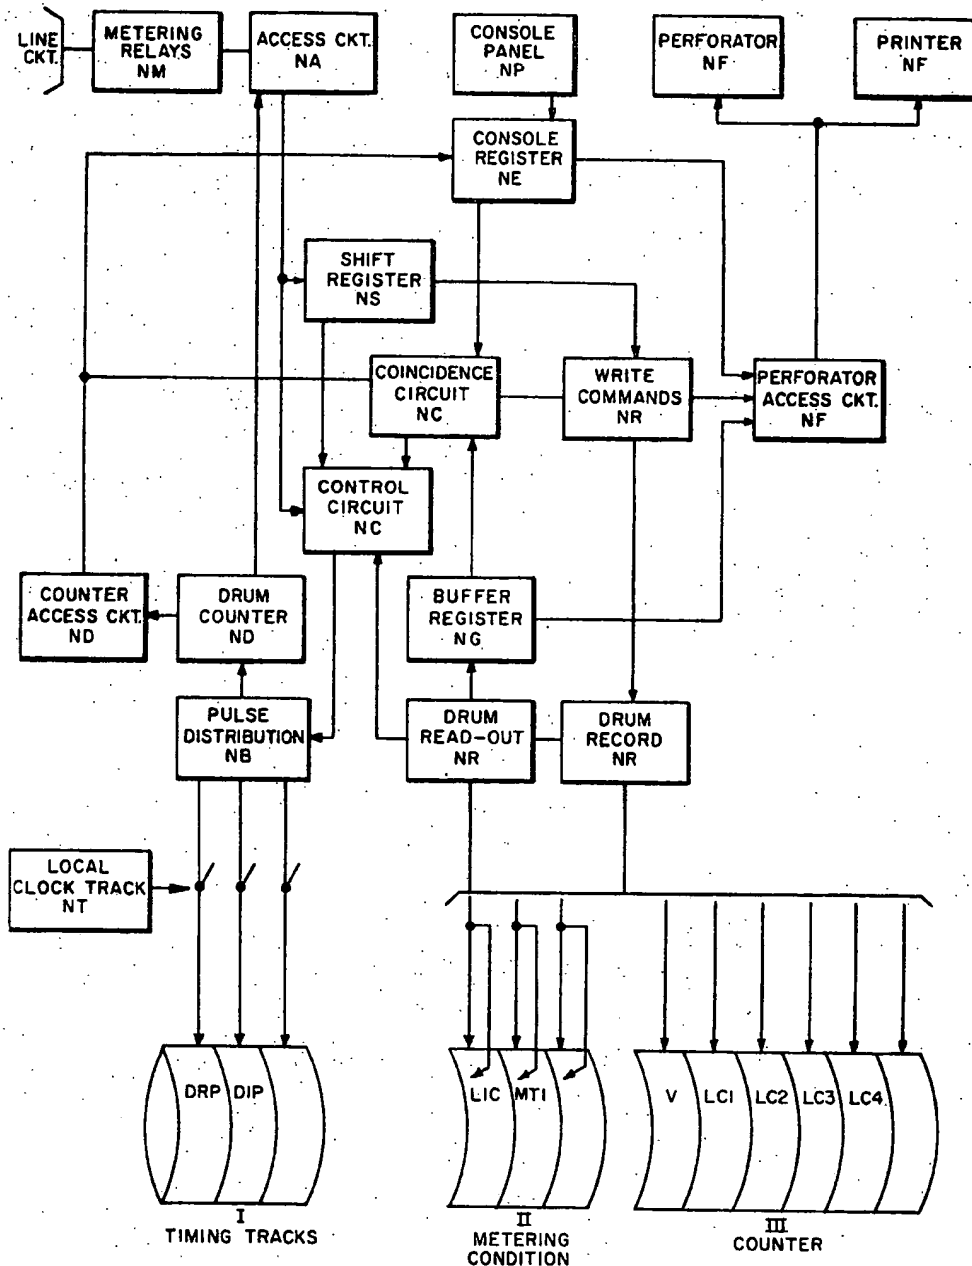 LINE
CKT.
METERING
RELAYS
NM
ACCESS CKT.
NA
CONSOLE
PANEL
NP
PERFORATOR
NF
PRINTER
NF
CONSOLE
REGISTER
NE
SHIFT
REGISTER
NS
COINCIDENCE
CIRCUIT
NC
WRITE
COMMANDS
NR
PERFORATOR
ACCESS CKT.
NF
CONTROL
CIRCUIT
NC
COUNTER
ACCESS CKT.
ND
DRUM
COUNTER
ND
BUFFER
REGISTER
NG
PULSE
DISTRIBUTION
NB
DRUM
READ-OUT
NR
DRUM
RECORD
NR
LOCAL
CLOCK TRACK
NT
DRP DIP
LIC MT1
V LC1 LC2 LC3 LC4
I
TIMING TRACKS
II
METERING
CONDITION
III
COUNTER